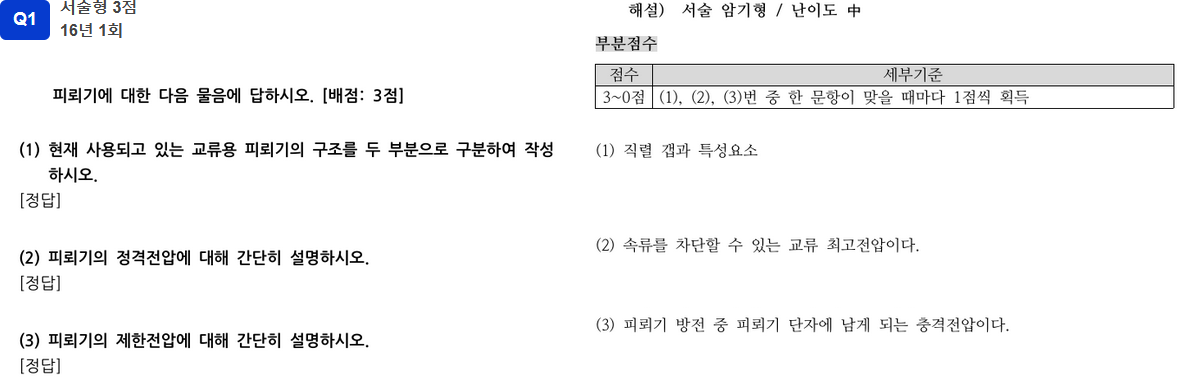 Q1
서술형 3점
16년 1회
피뢰기에 대한 다음 물음에 답하시오. [배점: 3점]
(1) 현재 사용되고 있는 교류용 피뢰기의 구조를 두 부분으로 구분하여 작성
하시오.
[정답]
(2) 피뢰기의 정격전압에 대해 간단히 설명하시오.
[정답]
(3) 피뢰기의 제한전압에 대해 간단히 설명하시오.
[정답]
해설) 서술 암기형 / 난이도 中
부분점수
점수 세부기준
3~0점 (1), (2), (3)번 중 한 문항이 맞을 때마다 1점씩 획득
(1) 직렬 갭과 특성요소
(2) 속류를 차단할 수 있는 교류 최고전압이다.
(3) 피뢰기 방전 중 피뢰기 단자에 남게 되는 충격전압이다.